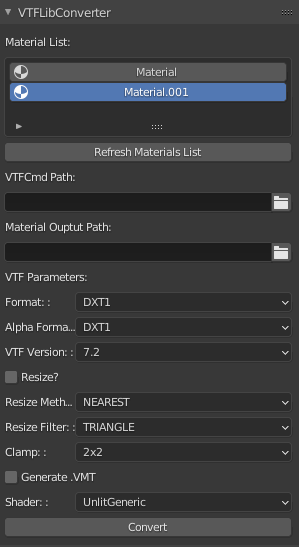 VTFLibConverter
Material List:
Material
Material.001
Refresh Materials List
VTFCmd Path:
Material Ouptut Path:
VTF Parameters:
Format: : DXT1
Alpha Forma... DXT1
VTF Version: : 7.2
Resize?
Resize Meth... NEAREST
Resize Filter: : TRIANGLE
Clamp: : 2x2
Generate .VMT
Shader: : UnlitGeneric
Convert